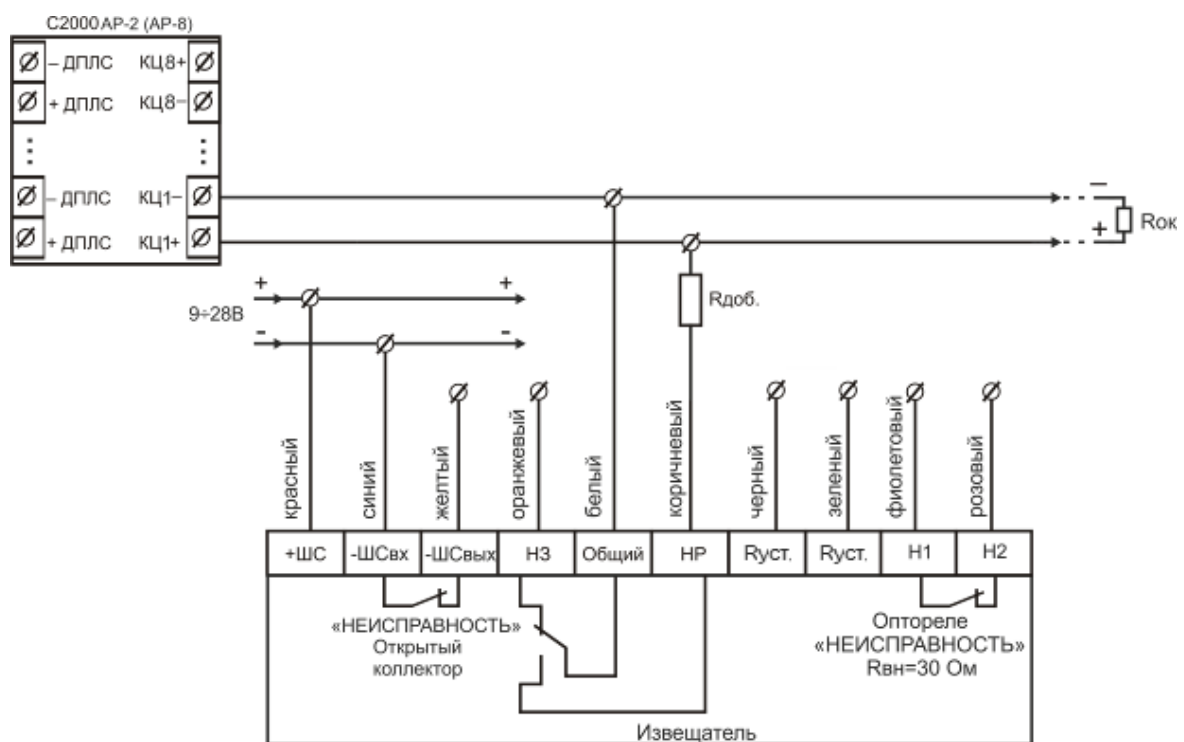 С2000 АР-2 (АР-8)
– ДПЛС КЦ8+
+ ДПЛС КЦ8–
– ДПЛС КЦ1–
+ ДПЛС КЦ1+
–
+
Rок
+ +
9÷28В
- -
Rдоб.
красный
синий
желтый
оранжевый
белый
коричневый
черный
зеленый
фиолетовый
розовый
+ШС -ШСвх -ШСвых НЗ Общий НР Rуст. Rуст. Н1 Н2
«НЕИСПРАВНОСТЬ»
Открытый
коллектор
Оптореле
«НЕИСПРАВНОСТЬ»
Rвн=30 Ом
Извещатель